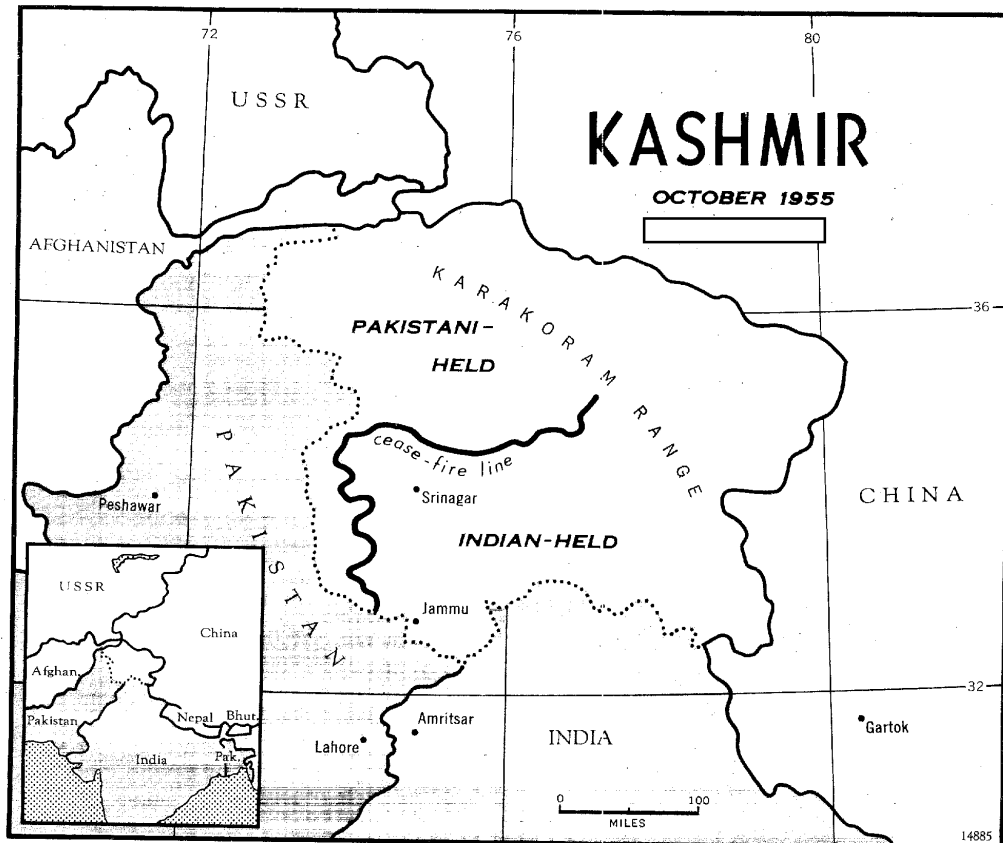 72
76
80
USSR
KASHMIR
OCTOBER 1955
AFGHANISTAN
KARAKORAM RANGE
36
PAKISTANI-
HELD
cease-fire line
PAKISTAN
Srinagar
Peshawar
CHINA
INDIAN-HELD
Jammu
USSR
China
Afghan.
Pakistan
Nepal
Bhut.
India
Pak.
32
Amritsar
Lahore
INDIA
Gartok
0
100
MILES
14885